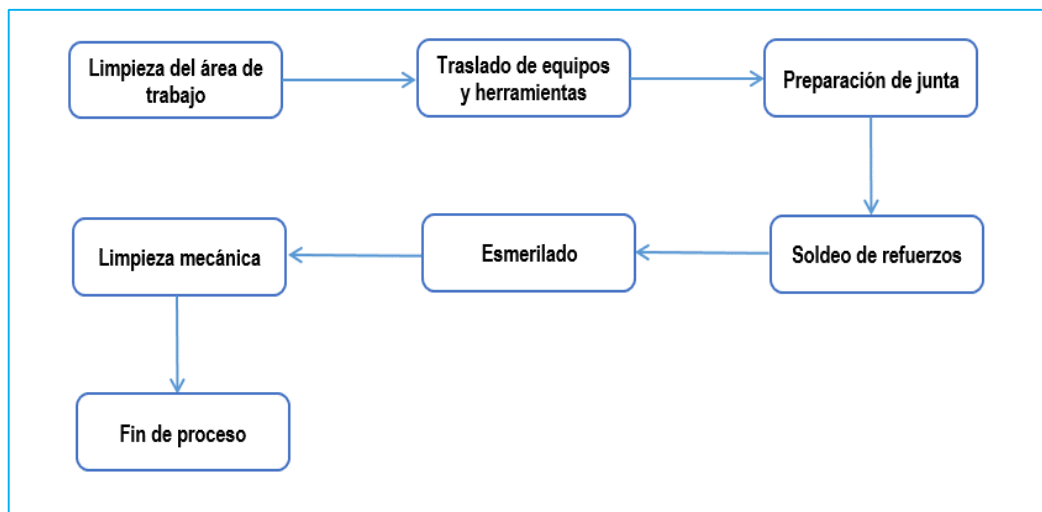 Limpieza del área de
trabajo
Traslado de equipos
y herramientas
Preparación de junta
Soldeo de refuerzos
Esmerilado
Limpieza mecánica
Fin de proceso